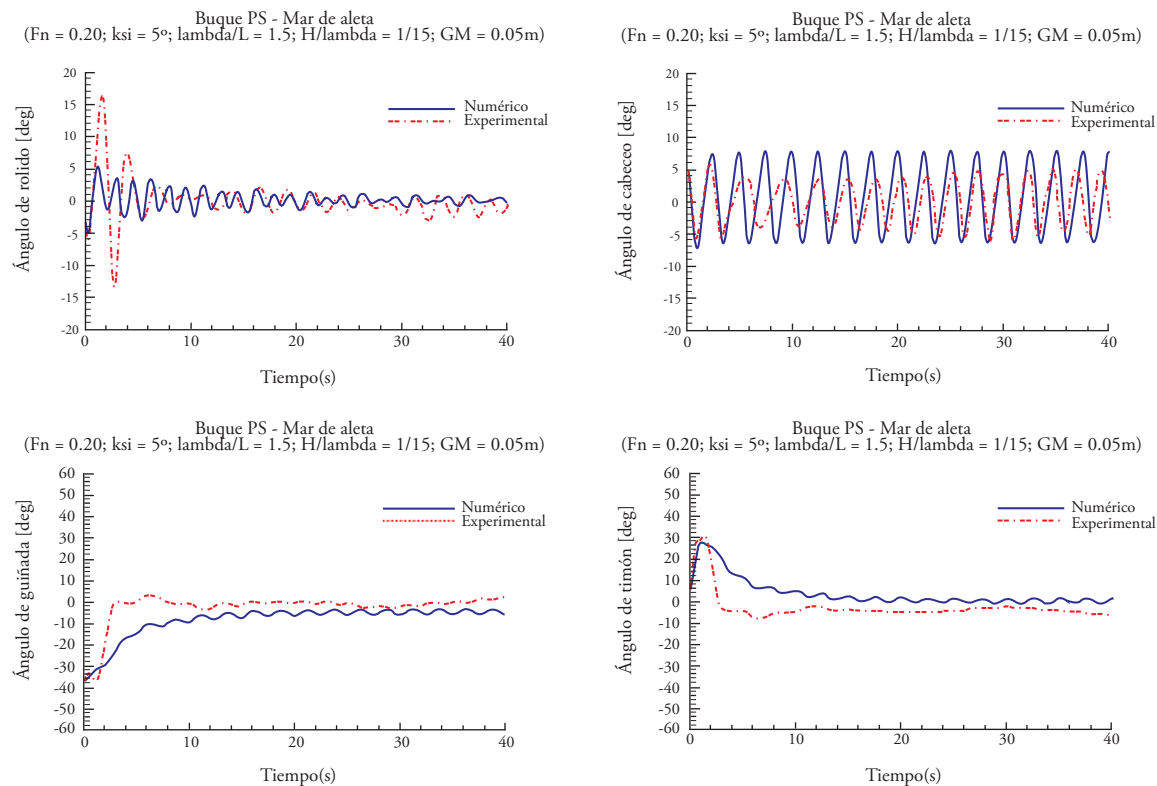 Buque PS - Mar de aleta
(Fn = 0.20; ksi = 5º; lambda/L = 1.5; H/lambda = 1/15; GM = 0.05m)
Ángulo de rolido [deg]
20
15
10
5
0
-5
-10
-15
-20
Numérico
Experimental
0
10
20
30
40
Tiempo(s)
Buque PS - Mar de aleta
(Fn = 0.20; ksi = 5º; lambda/L = 1.5; H/lambda = 1/15; GM = 0.05m)
Ángulo de cabeceo [deg]
20
15
10
5
0
-5
-10
-15
-20
Numérico
Experimental
0
10
20
30
40
Tiempo(s)
Buque PS - Mar de aleta
(Fn = 0.20; ksi = 5º; lambda/L = 1.5; H/lambda = 1/15; GM = 0.05m)
Ángulo de guiñada [deg]
60
50
40
30
20
10
0
-10
-20
-30
-40
-50
-60
Numérico
Experimental
0
10
20
30
40
Tiempo(s)
Buque PS - Mar de aleta
(Fn = 0.20; ksi = 5º; lambda/L = 1.5; H/lambda = 1/15; GM = 0.05m)
Ángulo de timón [deg]
60
50
40
30
20
10
0
-10
-20
-30
-40
-50
-60
Numérico
Experimental
0
10
20
30
40
Tiempo(s)